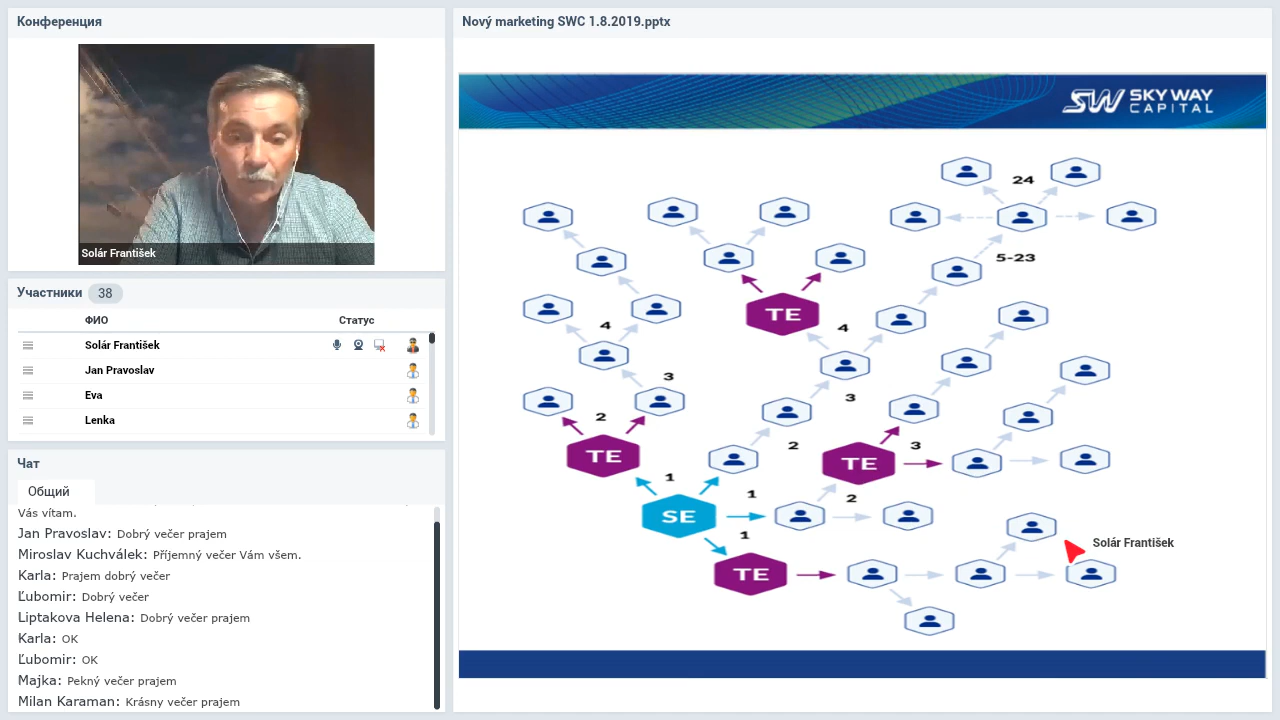 Конференция
Solár František
Участники 38
ФИО Статус
Solár František
Jan Pravoslav
Eva
Lenka
Чат
Общий
Vás vítam.
Jan Pravoslav: Dobrý večer prajem
Miroslav Kuchválek: Příjemný večer Vám všem.
Karla: Prajem dobrý večer
Ľubomir: Dobrý večer
Liptakova Helena: Dobrý večer prajem
Karla: OK
Ľubomir: OK
Majka: Pekný večer prajem
Milan Karaman: Krásny večer prajem
Nový marketing SWC 1.8.2019.pptx
SW SKY WAY
CAPITAL
24
5-23
TE
4
4
3
3
2
2
TE
TE
3
1
2
1
SE
1
TE
Solár František